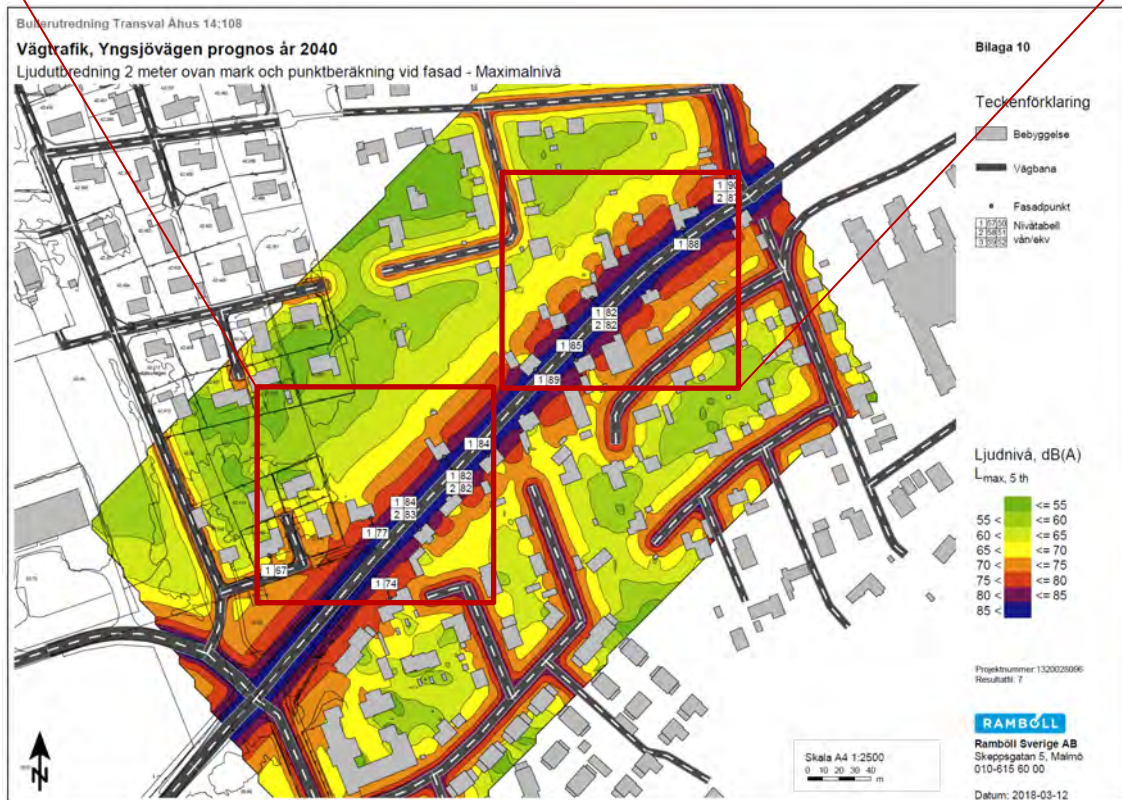 Bullerutredning Transval Åhus 14:108
Vägtrafik, Yngsjövägen prognos år 2040
Ljudutbredning 2 meter ovan mark och punktberäkning vid fasad - Maximalnivå
Bilaga 10
Teckenförklaring
Bebyggelse
Vägbana
Fasadpunkt
Nivåtabell
vån/ekv
1 90
1 88
1 82
2 82
1 85
1 89
1 84
1 82
2 82
1 84
2 83
1 77
1 67
1 74
Ljudnivå, dB(A)
Lmax, 5 th
<= 55
55 < <= 60
60 < <= 65
65 < <= 70
70 < <= 75
75 < <= 80
80 < <= 85
85 <
Projektnummer:1320028066
Resultatfil: 7
RAMBOLL
Ramböll Sverige AB
Skeppsgatan 5, Malmö
010-615 60 00
Datum: 2018-03-12
Skala A4 1:2500
0 10 20 30 40
m
N